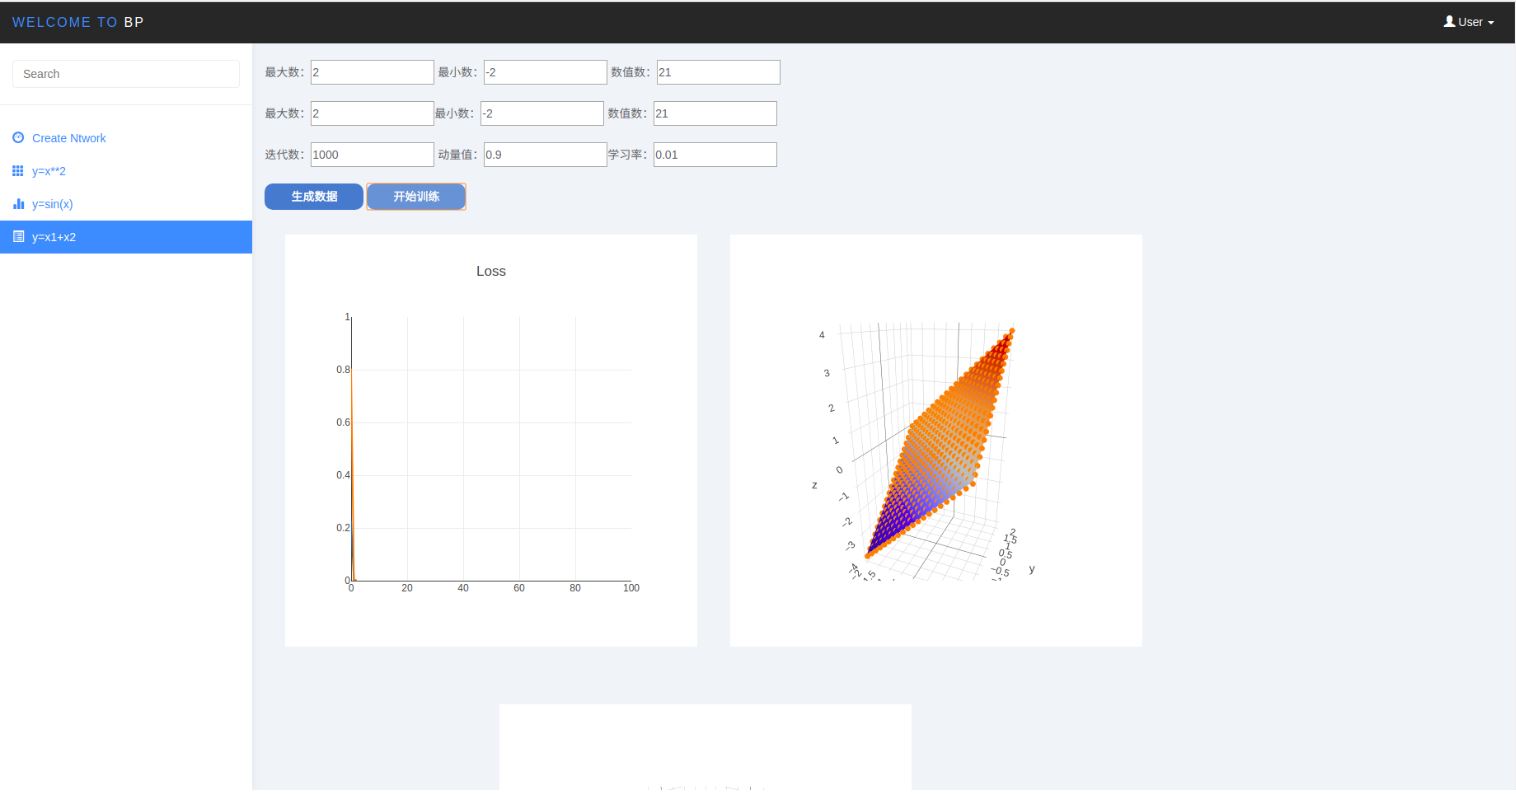 WELCOME TO BP
User
Search
Create Ntwork
y=x**2
y=sin(x)
y=x1+x2
最大数: 2 最小数: -2 数值数: 21
最大数: 2 最小数: -2 数值数: 21
迭代数: 1000 动量值: 0.9 学习率: 0.01
生成数据 开始训练
Loss
1
0.8
0.6
0.4
0.2
0
0 20 40 60 80 100
4
3
2
1
0
z
−1
−2
−3
−4
−2
1.5
2
1.5
1
0.5
0
−0.5
y